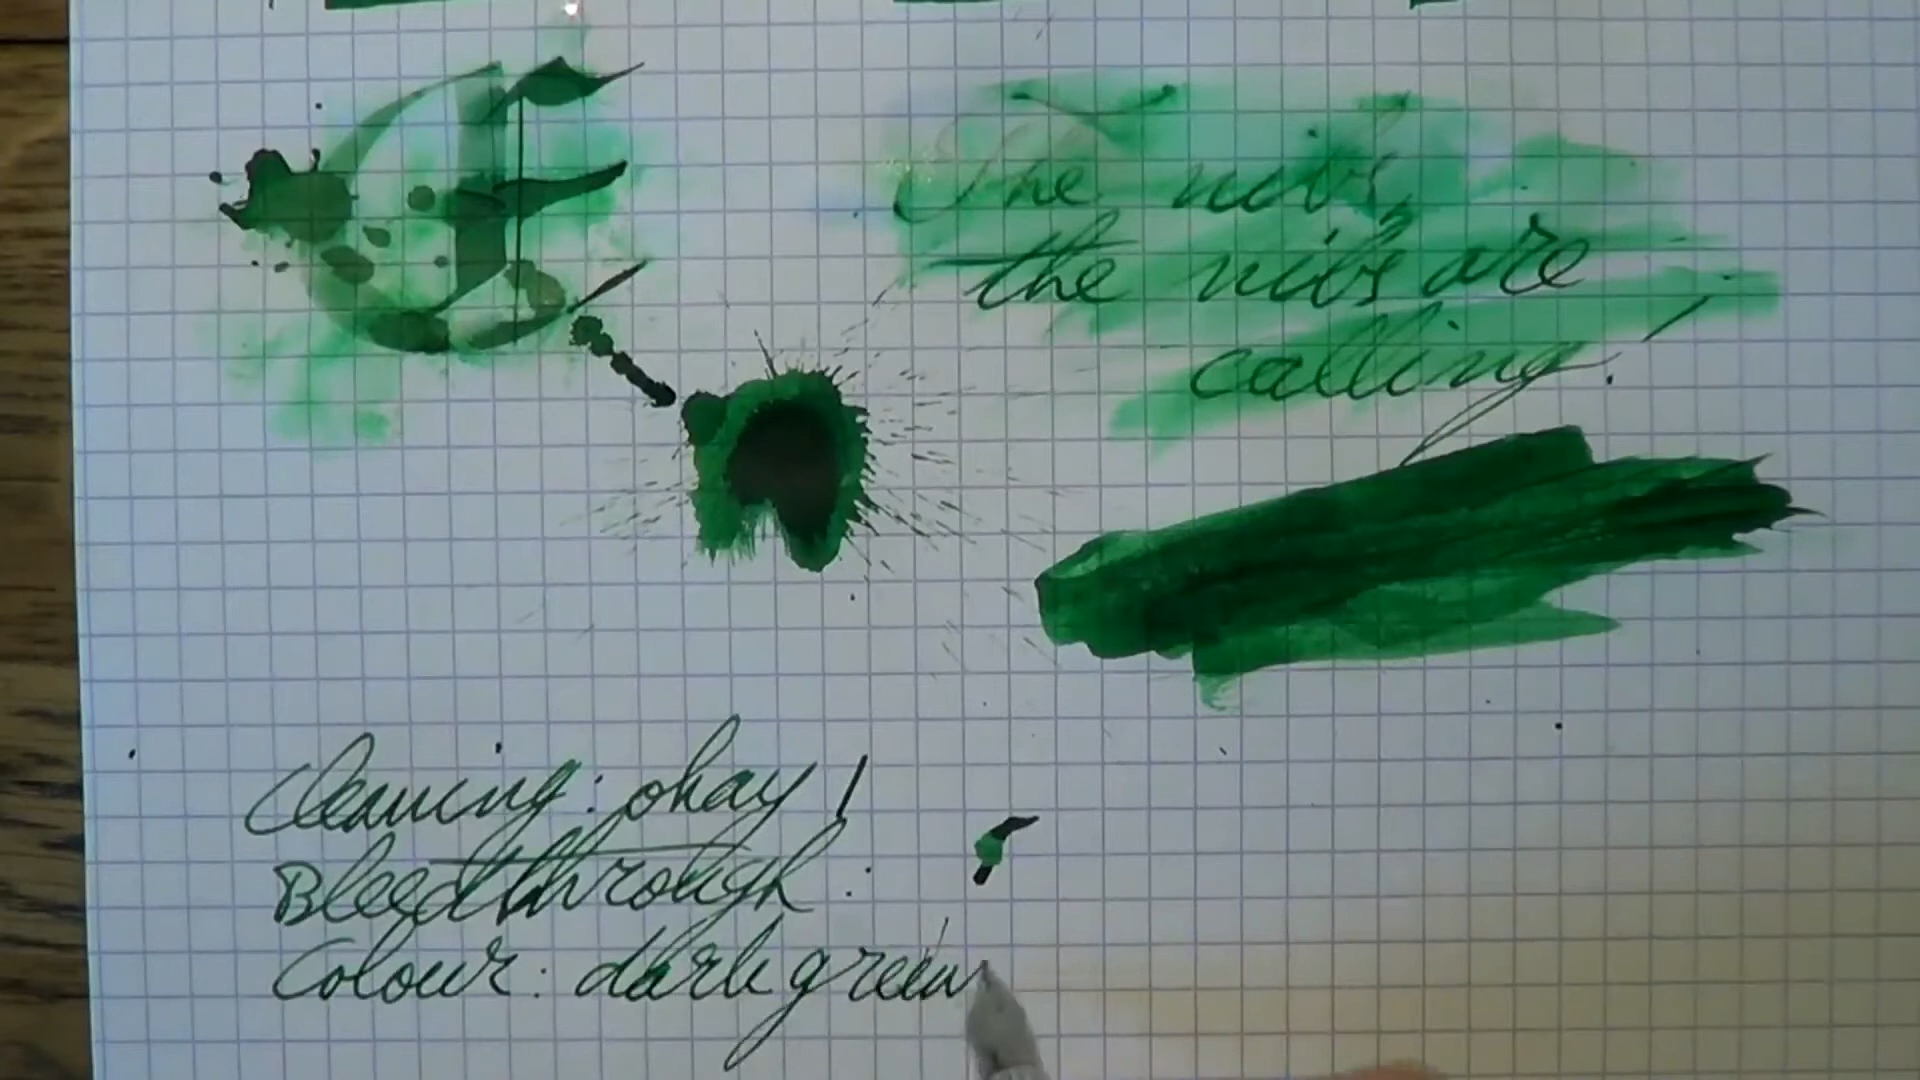 The nibs,
the nibs are
calling!
Cleaning: okay!
Bleedthrough:
Colour: dark green